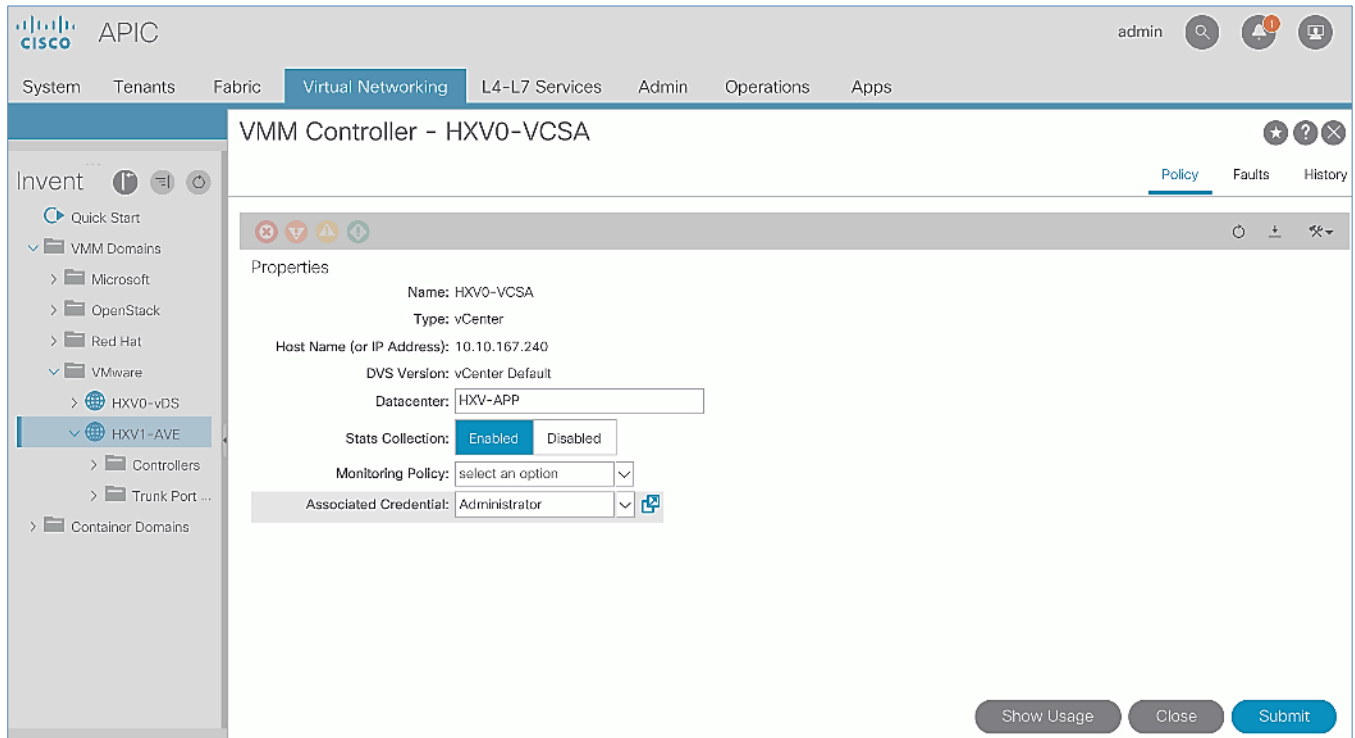 CISCO APIC admin 1
System Tenants Fabric Virtual Networking L4-L7 Services Admin Operations Apps
VMM Controller - HXV0-VCSA
Policy Faults History
Invent
Quick Start
VMM Domains
Microsoft
OpenStack
Red Hat
VMware
HXV0-vDS
HXV1-AVE
Controllers
Trunk Port ...
Container Domains
Properties
Name: HXV0-VCSA
Type: vCenter
Host Name (or IP Address): 10.10.167.240
DVS Version: vCenter Default
Datacenter: HXV-APP
Stats Collection: Enabled Disabled
Monitoring Policy: select an option
Associated Credential: Administrator
Show Usage Close Submit